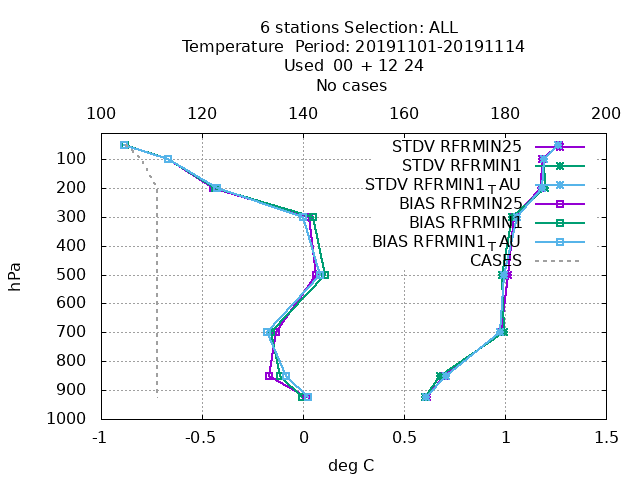 6 stations Selection: ALL
Temperature  Period: 20191101-20191114
Used  00 + 12 24
No cases
100 120 140 160 180 200
STDV RFRMIN25
STDV RFRMIN1
STDV RFRMIN1TAU
BIAS RFRMIN25
BIAS RFRMIN1
BIAS RFRMIN1TAU
CASES
100
200
300
400
500
600
700
800
900
1000
hPa
-1 -0.5 0 0.5 1 1.5
deg C